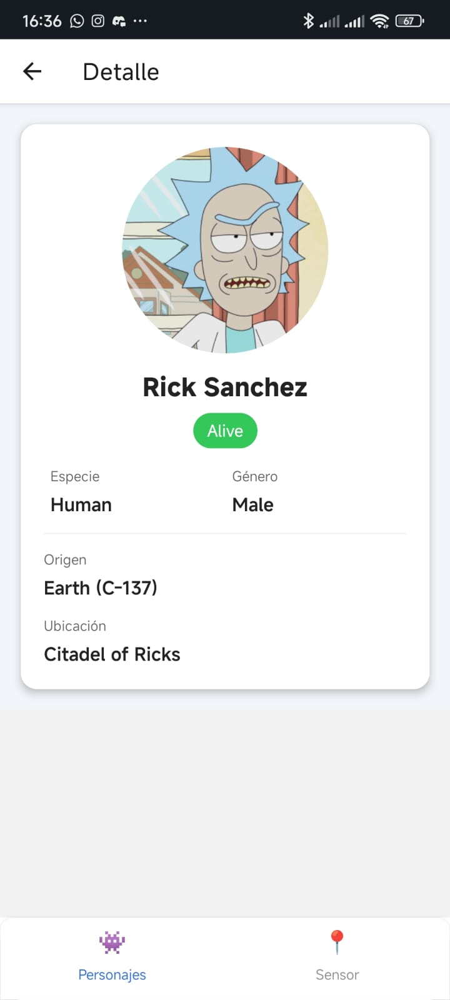 16:36
67
Detalle
Rick Sanchez
Alive
Especie Género
Human Male
Origen
Earth (C-137)
Ubicación
Citadel of Ricks
Personajes Sensor